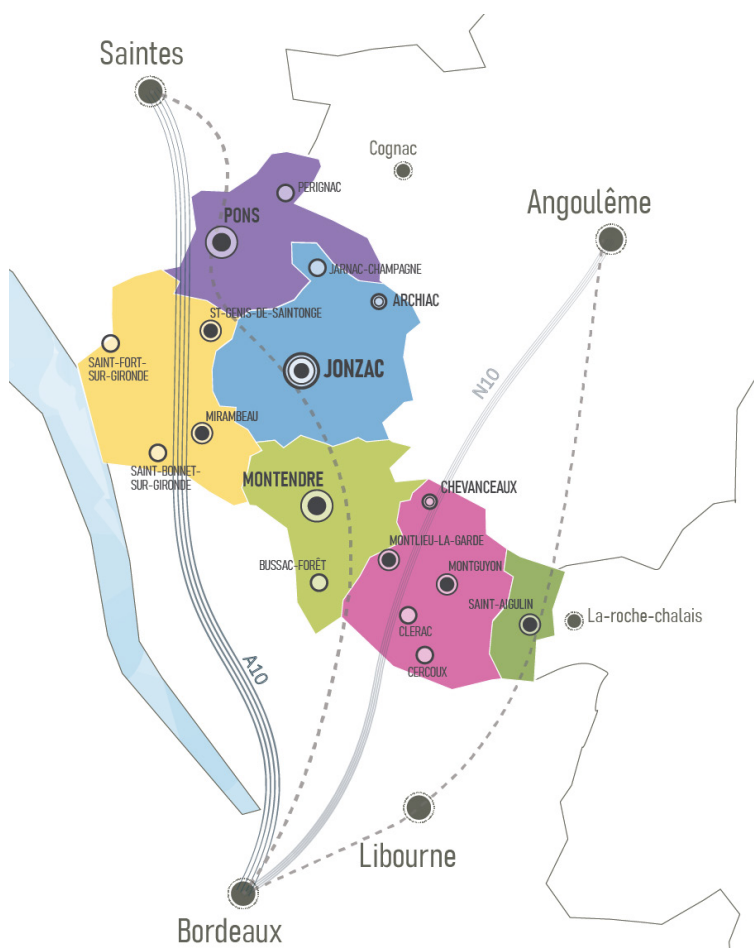 Saintes
Cognac
PERIGNAC
Angoulême
PONS
JARNAC-CHAMPAGNE
ARCHIAC
ST-GENIS-DE-SAINTONGE
SAINT-FORT-
SUR-GIRONDE
JONZAC
N10
MIRAMBEAU
SAINT-BONNET-
SUR-GIRONDE
MONTENDRE
CHEVANCEAUX
MONTLIEU-LA-GARDE
BUSSAC-FORÊT
MONTGUYON
SAINT-AIGULIN
La-roche-chalais
CLERAC
CERCOUX
A10
Libourne
Bordeaux